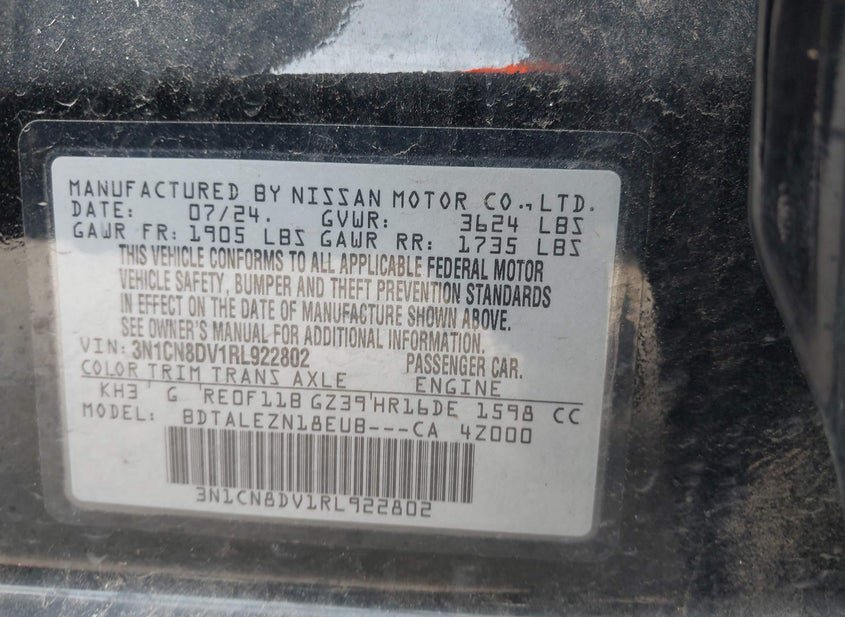 MANUFACTURED BY NISSAN MOTOR CO., LTD.
DATE: 07/24. GVWR: 3624 LBS
GAWR FR: 1905 LBS GAWR RR: 1735 LBS
THIS VEHICLE CONFORMS TO ALL APPLICABLE FEDERAL MOTOR
VEHICLE SAFETY, BUMPER AND THEFT PREVENTION STANDARDS
IN EFFECT ON THE DATE OF MANUFACTURE SHOWN ABOVE.
SEE OWNER'S MANUAL FOR ADDITIONAL INFORMATION.
VIN: 3N1CN8DV1RL922802 PASSENGER CAR.
COLOR TRIM TRANS AXLE ENGINE
KH3 ' G 'RE0F11B GZ39'HR16DE 1598 CC
MODEL: BDTALEZN18EUB---CA 4Z000
3N1CN8DV1RL922802